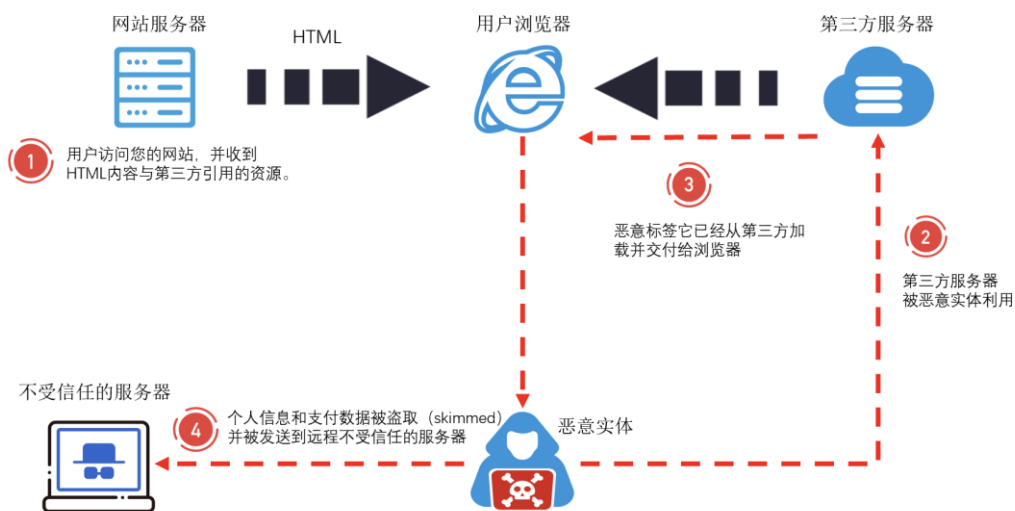 网站服务器
HTML
用户浏览器
第三方服务器
1
用户访问您的网站，并收到
HTML内容与第三方引用的资源。
3
恶意标签它已经从第三方加
载并交付给浏览器
2
第三方服务器
被恶意实体利用
不受信任的服务器
4
个人信息和支付数据被盗取（skimmed）
并被发送到远程不受信任的服务器
恶意实体